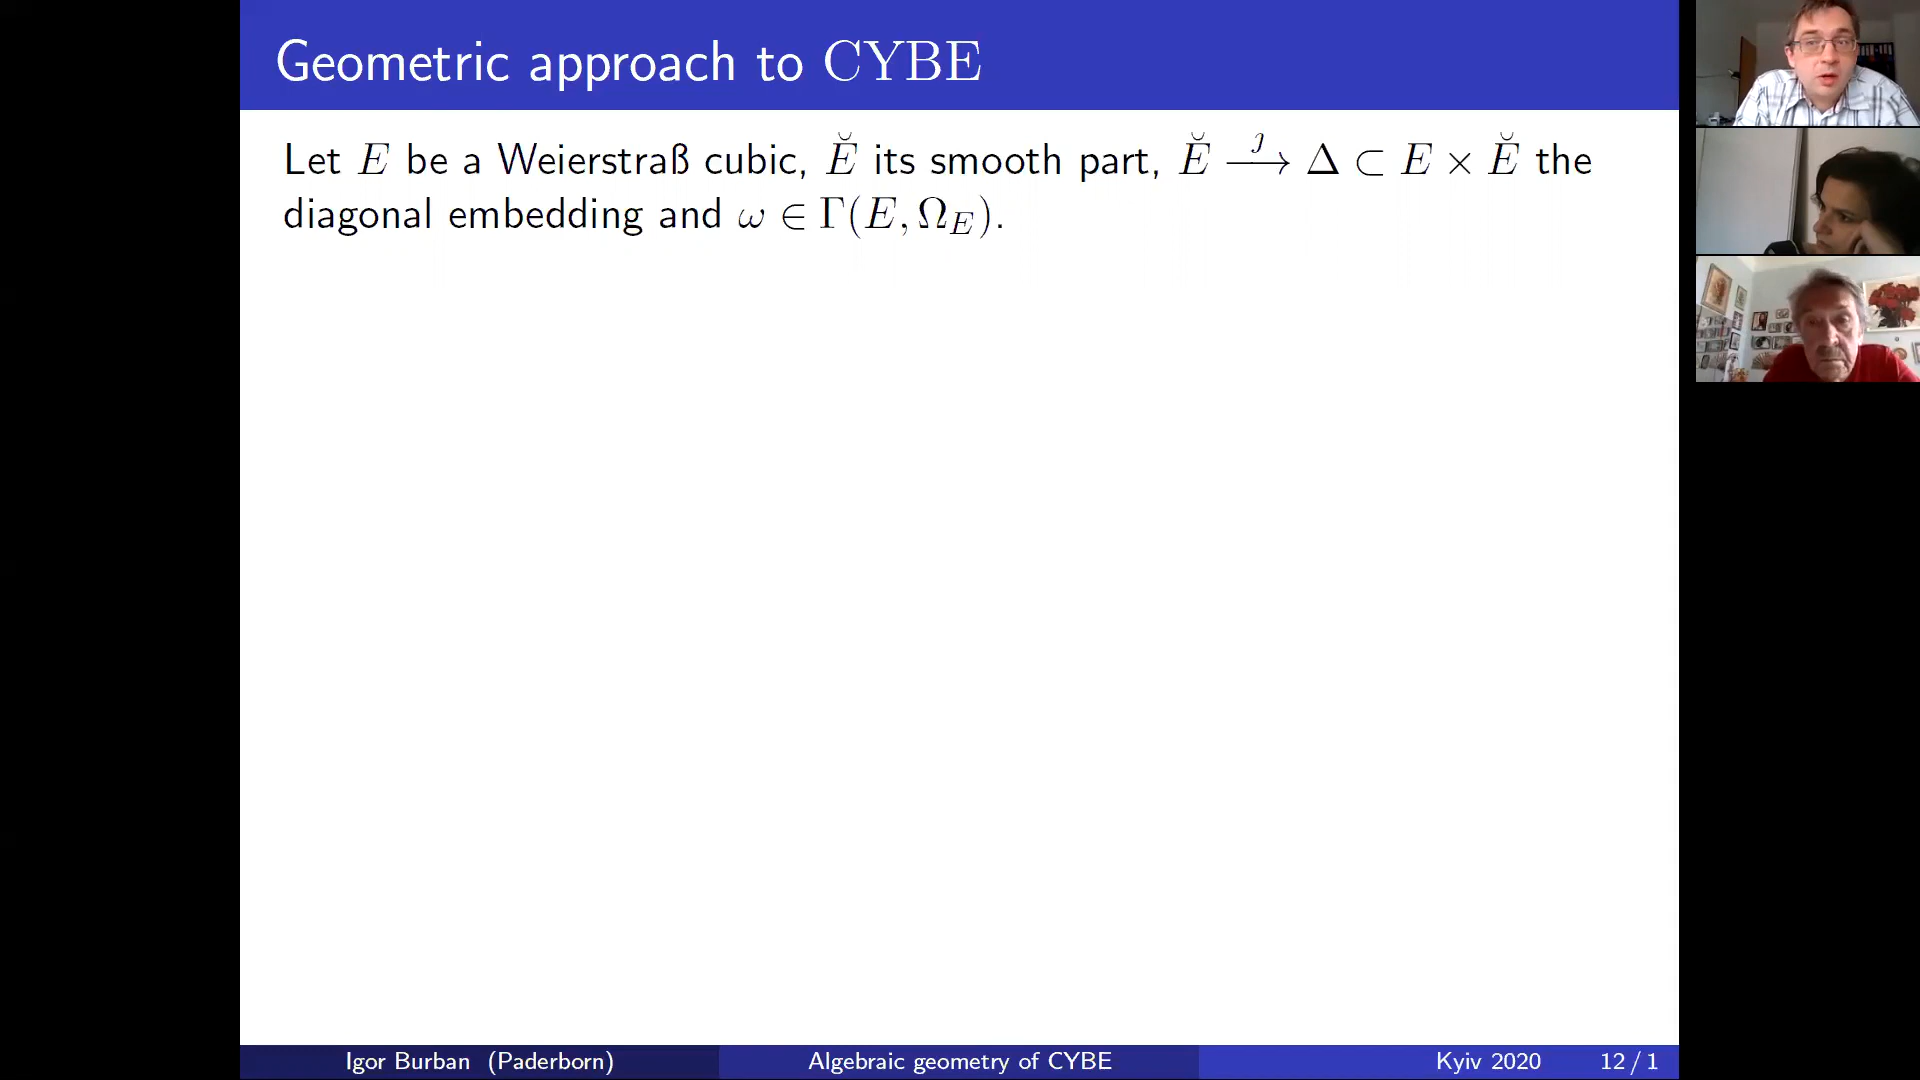 Geometric approach to CYBE
Let E be a Weierstraß cubic, Ĕ its smooth part, Ĕ —ȷ→ Δ ⊂ E × Ĕ the
diagonal embedding and ω ∈ Γ(E, Ω_E).
Igor Burban (Paderborn) Algebraic geometry of CYBE Kyiv 2020 12 / 1